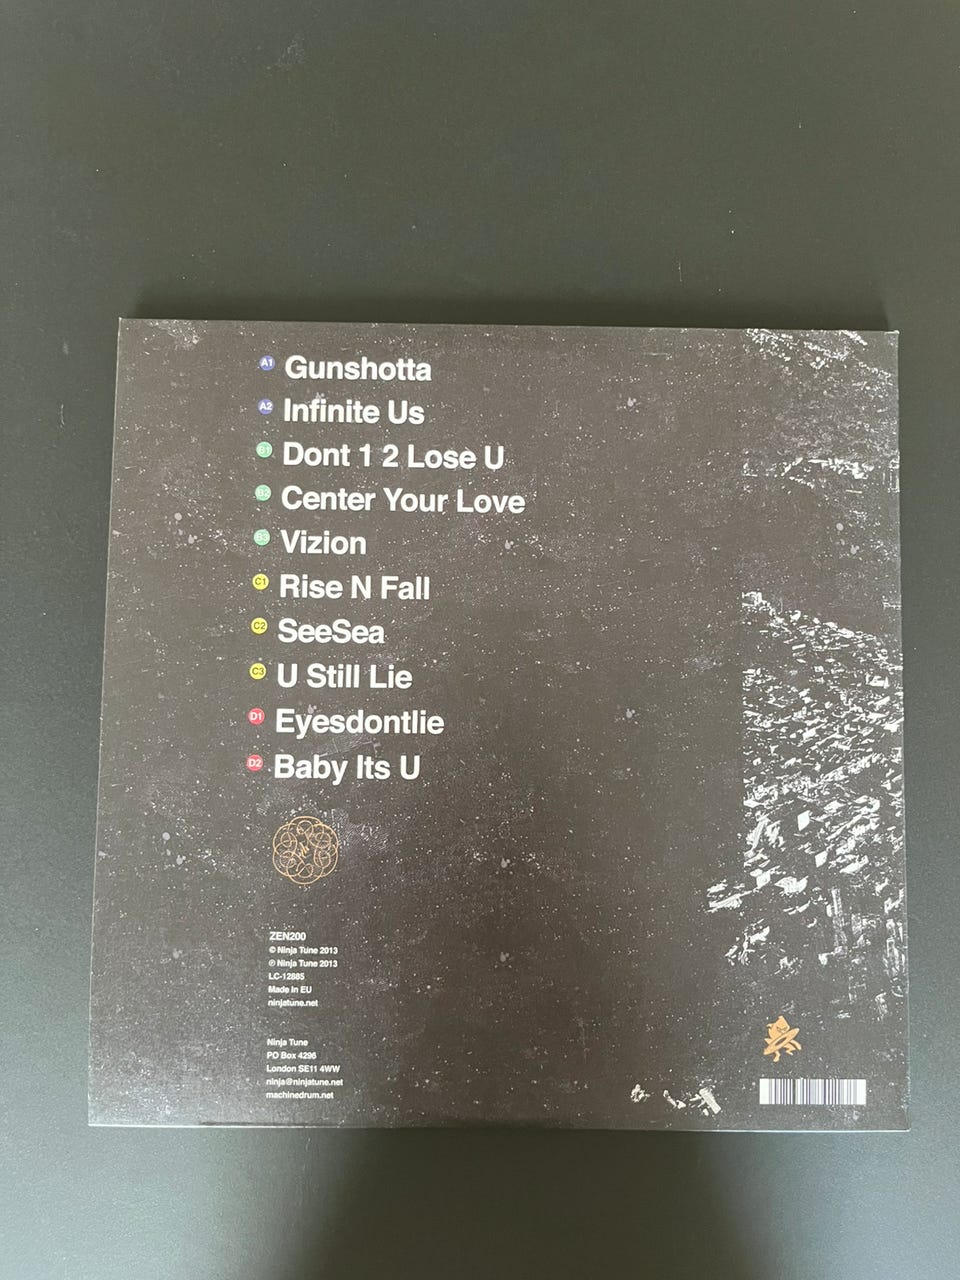 A1 Gunshotta
A2 Infinite Us
B1 Dont 1 2 Lose U
B2 Center Your Love
B3 Vizion
C1 Rise N Fall
C2 SeeSea
C3 U Still Lie
D1 Eyesdontlie
D2 Baby Its U
ZEN200
© Ninja Tune 2013
℗ Ninja Tune 2013
LC-12885
Made In EU
ninjatune.net
Ninja Tune
PO Box 4296
London SE11 4WW
ninja@ninjatune.net
machinedrum.net